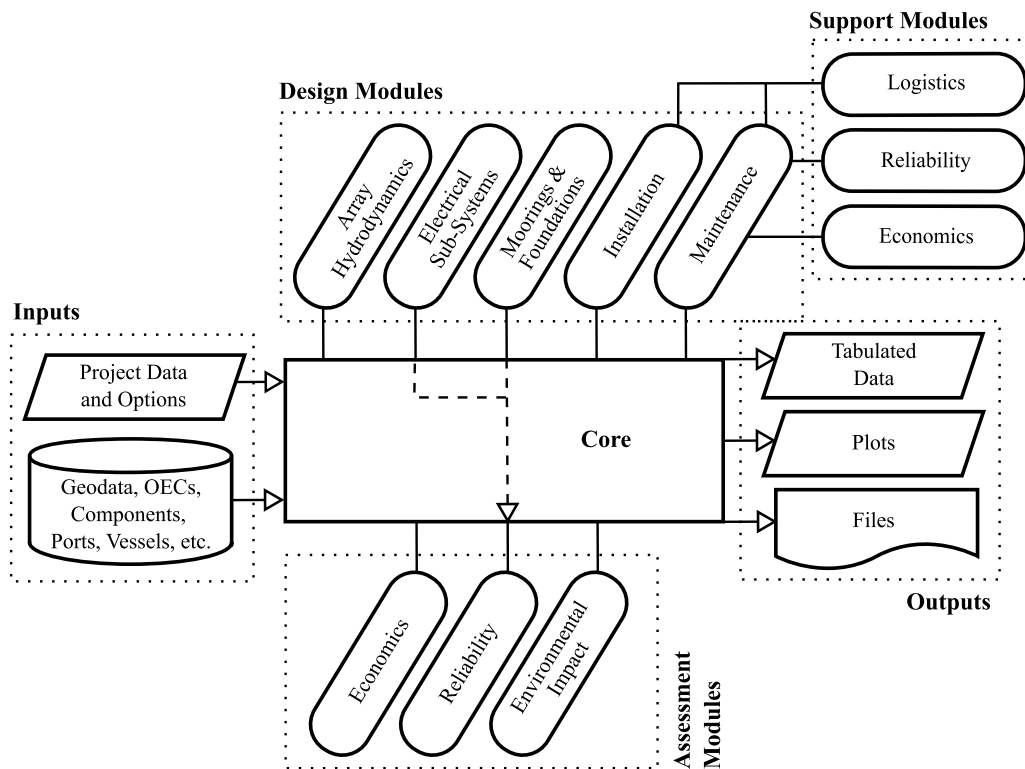 Support Modules
Logistics
Reliability
Economics
Design Modules
Array
Hydrodynamics
Electrical
Sub-Systems
Moorings &
Foundations
Installation
Maintenance
Inputs
Project Data
and Options
Geodata, OECs,
Components,
Ports, Vessels, etc.
Core
Tabulated
Data
Plots
Files
Outputs
Economics
Reliability
Environmental
Impact
Assessment
Modules